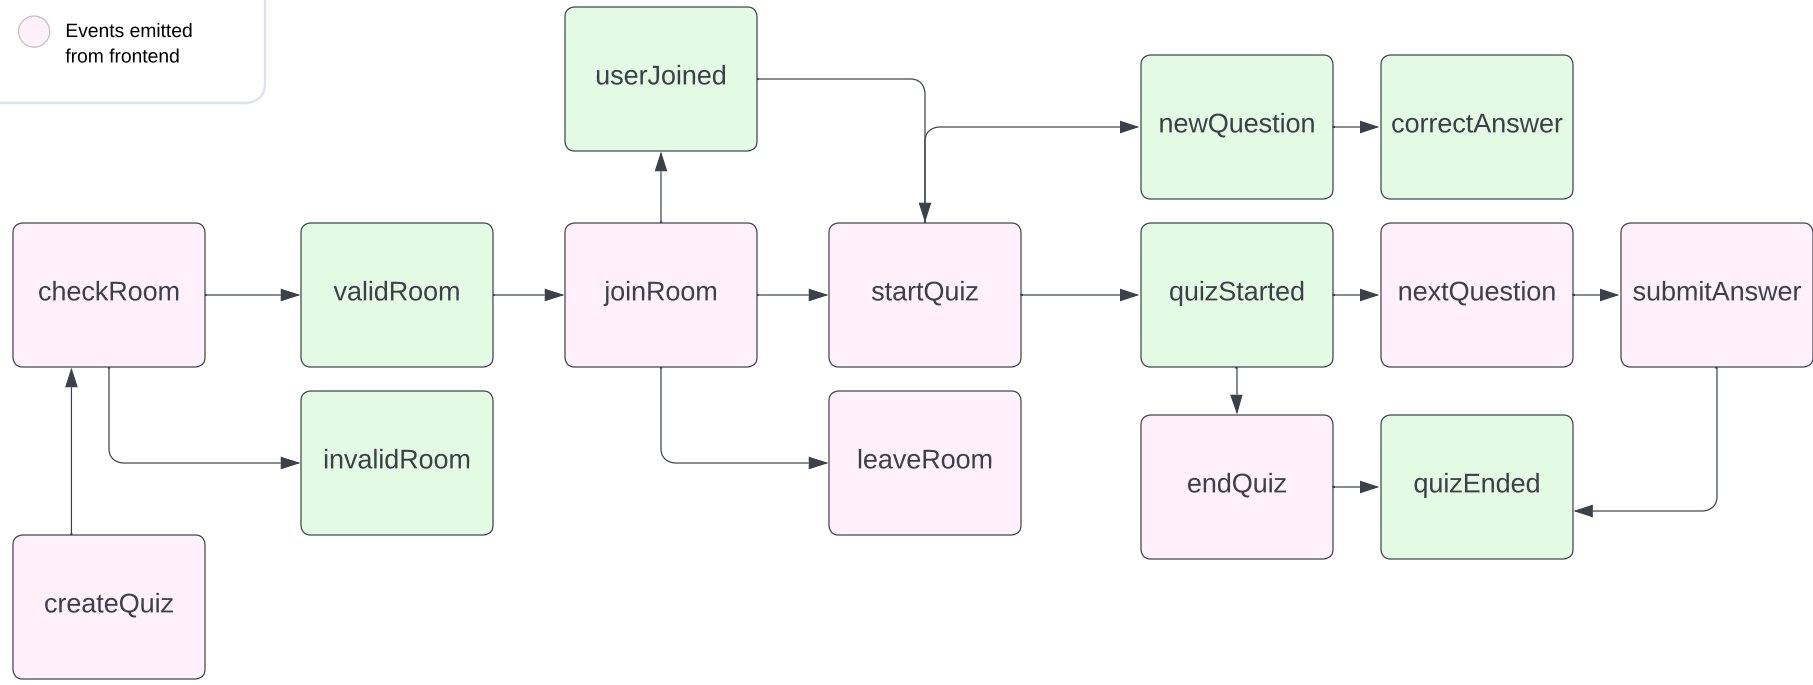 Events emitted
from frontend
userJoined
newQuestion
correctAnswer
checkRoom
validRoom
joinRoom
startQuiz
quizStarted
nextQuestion
submitAnswer
invalidRoom
leaveRoom
endQuiz
quizEnded
createQuiz